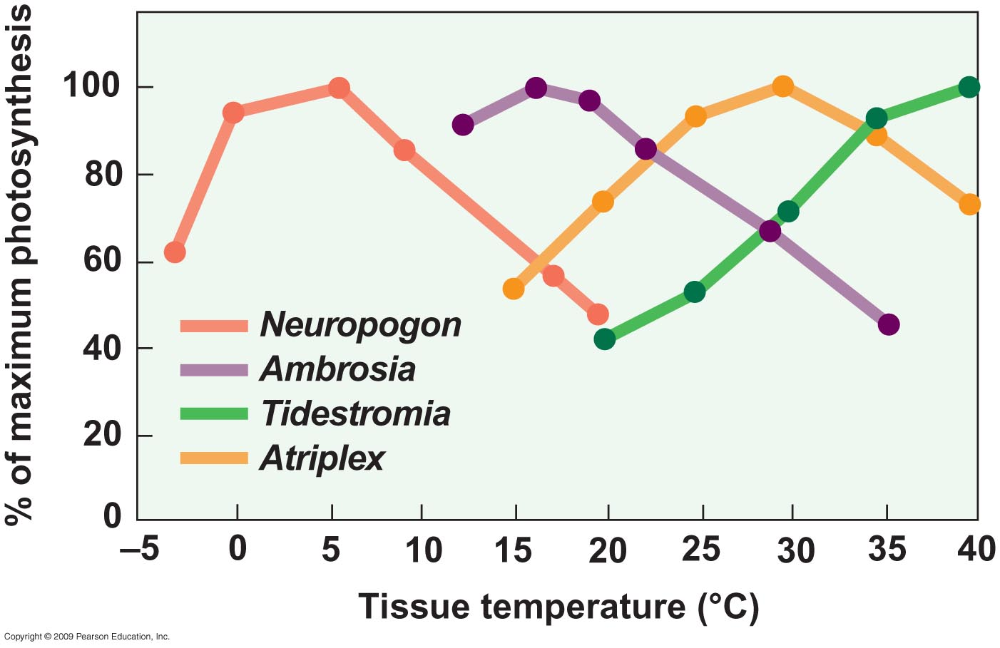 % of maximum photosynthesis
100
80
60
40
20
0
Neuropogon
Ambrosia
Tidestromia
Atriplex
–5 0 5 10 15 20 25 30 35 40
Tissue temperature (°C)
Copyright © 2009 Pearson Education, Inc.